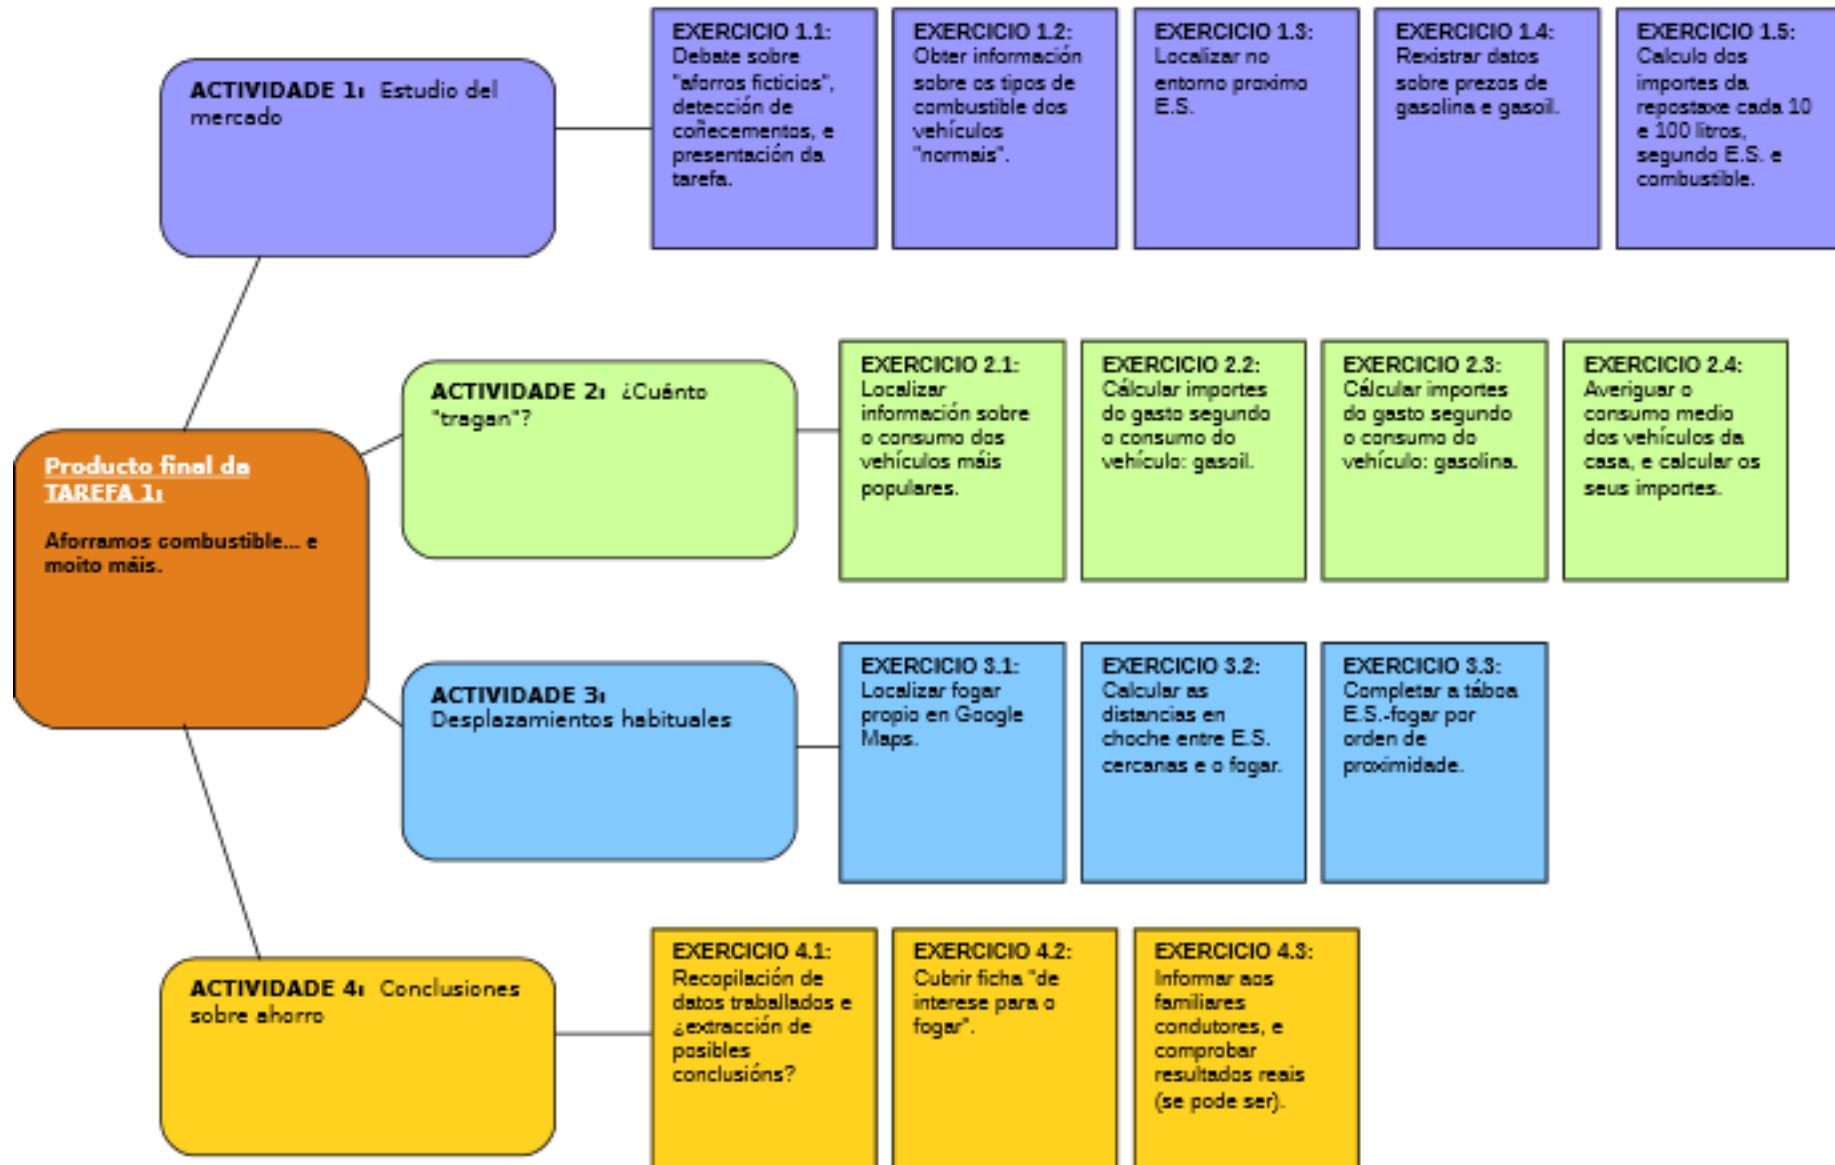 ACTIVIDADE 1: Estudio del
mercado
EXERCICIO 1.1:
Debate sobre
"aforros ficticios",
detección de
coñecementos, e
presentación da
tarefa.
EXERCICIO 1.2:
Obter información
sobre os tipos de
combustible dos
vehículos
"normais".
EXERCICIO 1.3:
Localizar no
entorno proximo
E.S.
EXERCICIO 1.4:
Rexistrar datos
sobre prezos de
gasolina e gasoil.
EXERCICIO 1.5:
Calculo dos
importes da
repostaxe cada 10
e 100 litros,
segundo E.S. e
combustible.
Producto final da
TAREFA 1:
Aforramos combustible... e
moito máis.
ACTIVIDADE 2: ¿Cuánto
"tragan"?
EXERCICIO 2.1:
Localizar
información sobre
o consumo dos
vehículos máis
populares.
EXERCICIO 2.2:
Cálcular importes
do gasto segundo
o consumo do
vehículo: gasoil.
EXERCICIO 2.3:
Cálcular importes
do gasto segundo
o consumo do
vehículo: gasolina.
EXERCICIO 2.4:
Averiguar o
consumo medio
dos vehículos da
casa, e calcular os
seus importes.
ACTIVIDADE 3:
Desplazamientos habituales
EXERCICIO 3.1:
Localizar fogar
propio en Google
Maps.
EXERCICIO 3.2:
Calcular as
distancias en
choche entre E.S.
cercanas e o fogar.
EXERCICIO 3.3:
Completar a táboa
E.S.-fogar por
orden de
proximidade.
ACTIVIDADE 4: Conclusiones
sobre ahorro
EXERCICIO 4.1:
Recopilación de
datos traballados e
¿extracción de
posibles
conclusións?
EXERCICIO 4.2:
Cubrir ficha "de
interese para o
fogar".
EXERCICIO 4.3:
Informar aos
familiares
condutores, e
comprobar
resultados reais
(se pode ser).